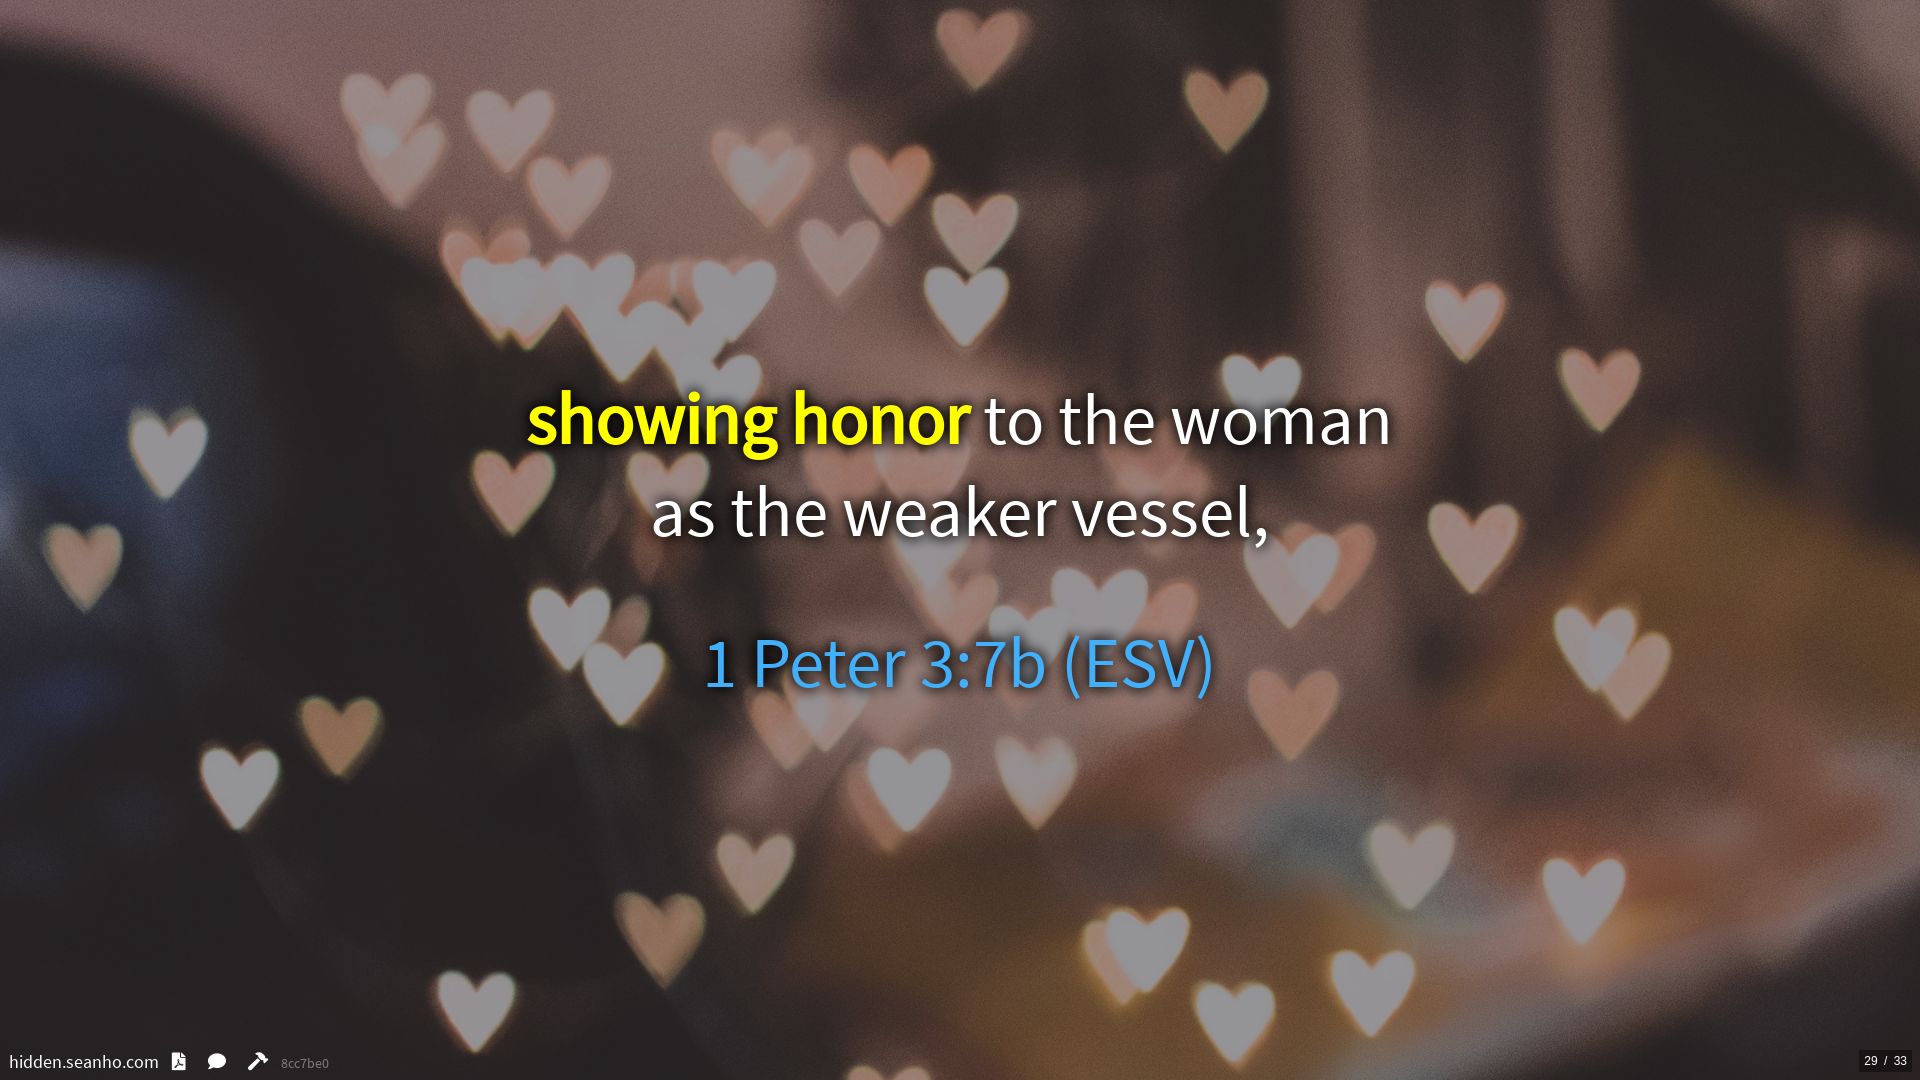 showing honor to the woman
as the weaker vessel,
1 Peter 3:7b (ESV)
hidden.seanho.com 8cc7be0
29 / 33